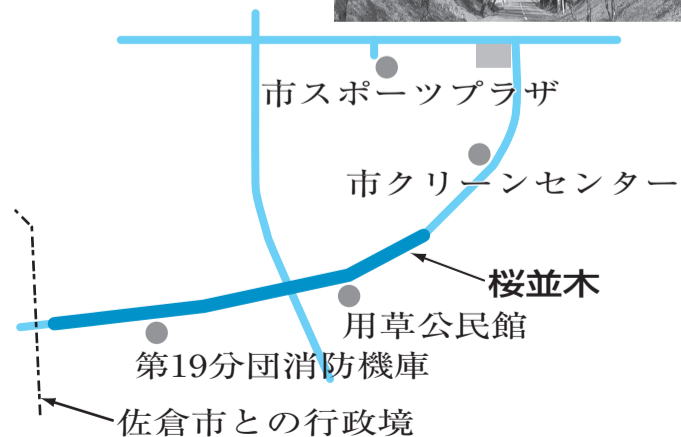 市スポーツプラザ
市クリーンセンター
桜並木
用草公民館
第19分団消防機庫
佐倉市との行政境